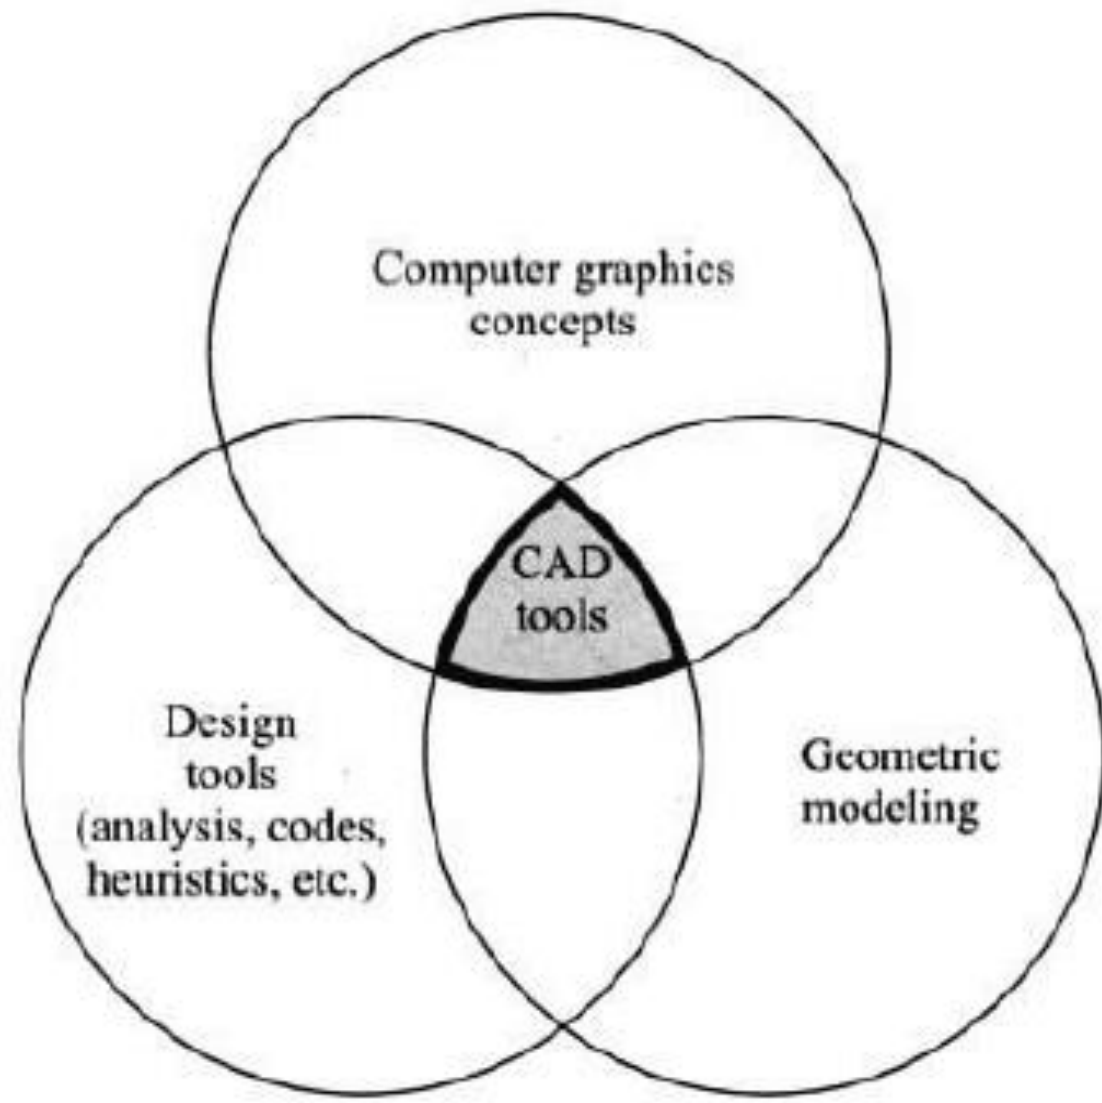 Computer graphics
concepts
CAD
tools
Design
tools
(analysis, codes,
heuristics, etc.)
Geometric
modeling